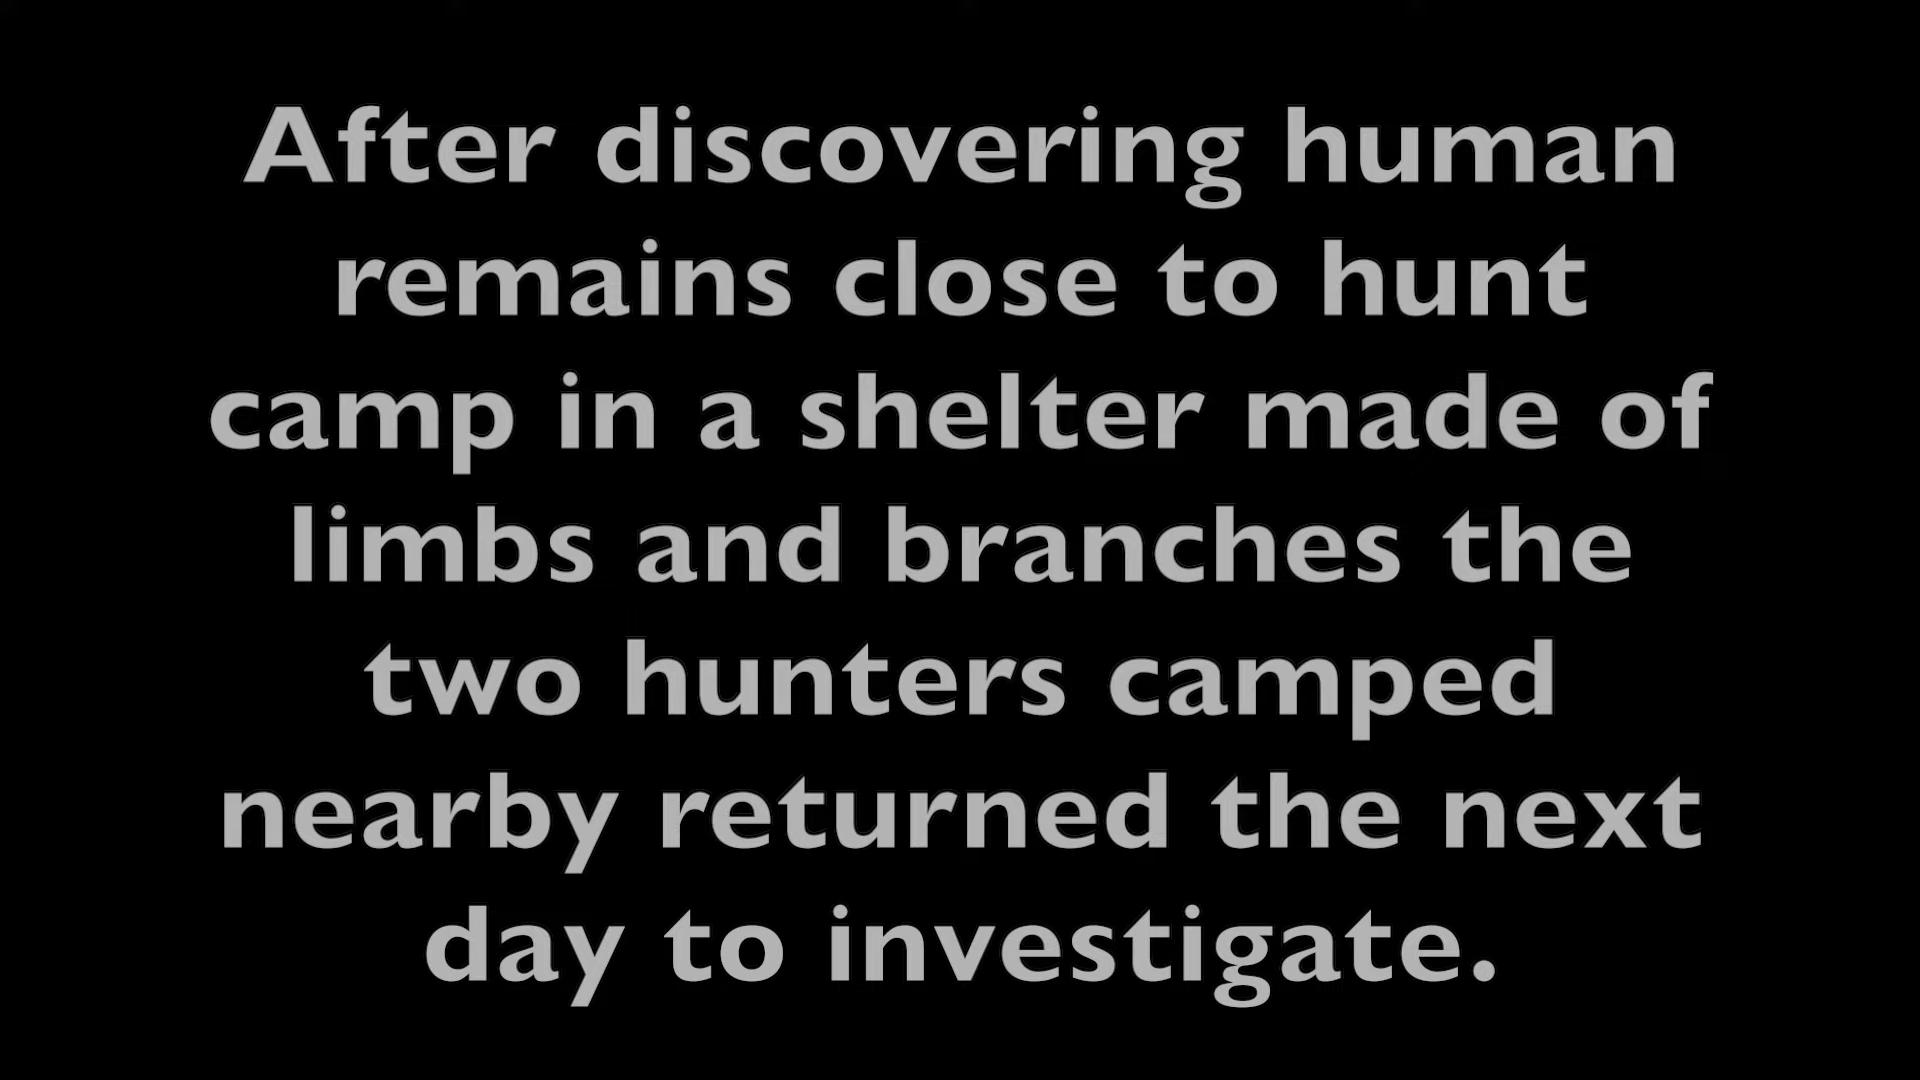 After discovering human
remains close to hunt
camp in a shelter made of
limbs and branches the
two hunters camped
nearby returned the next
day to investigate.